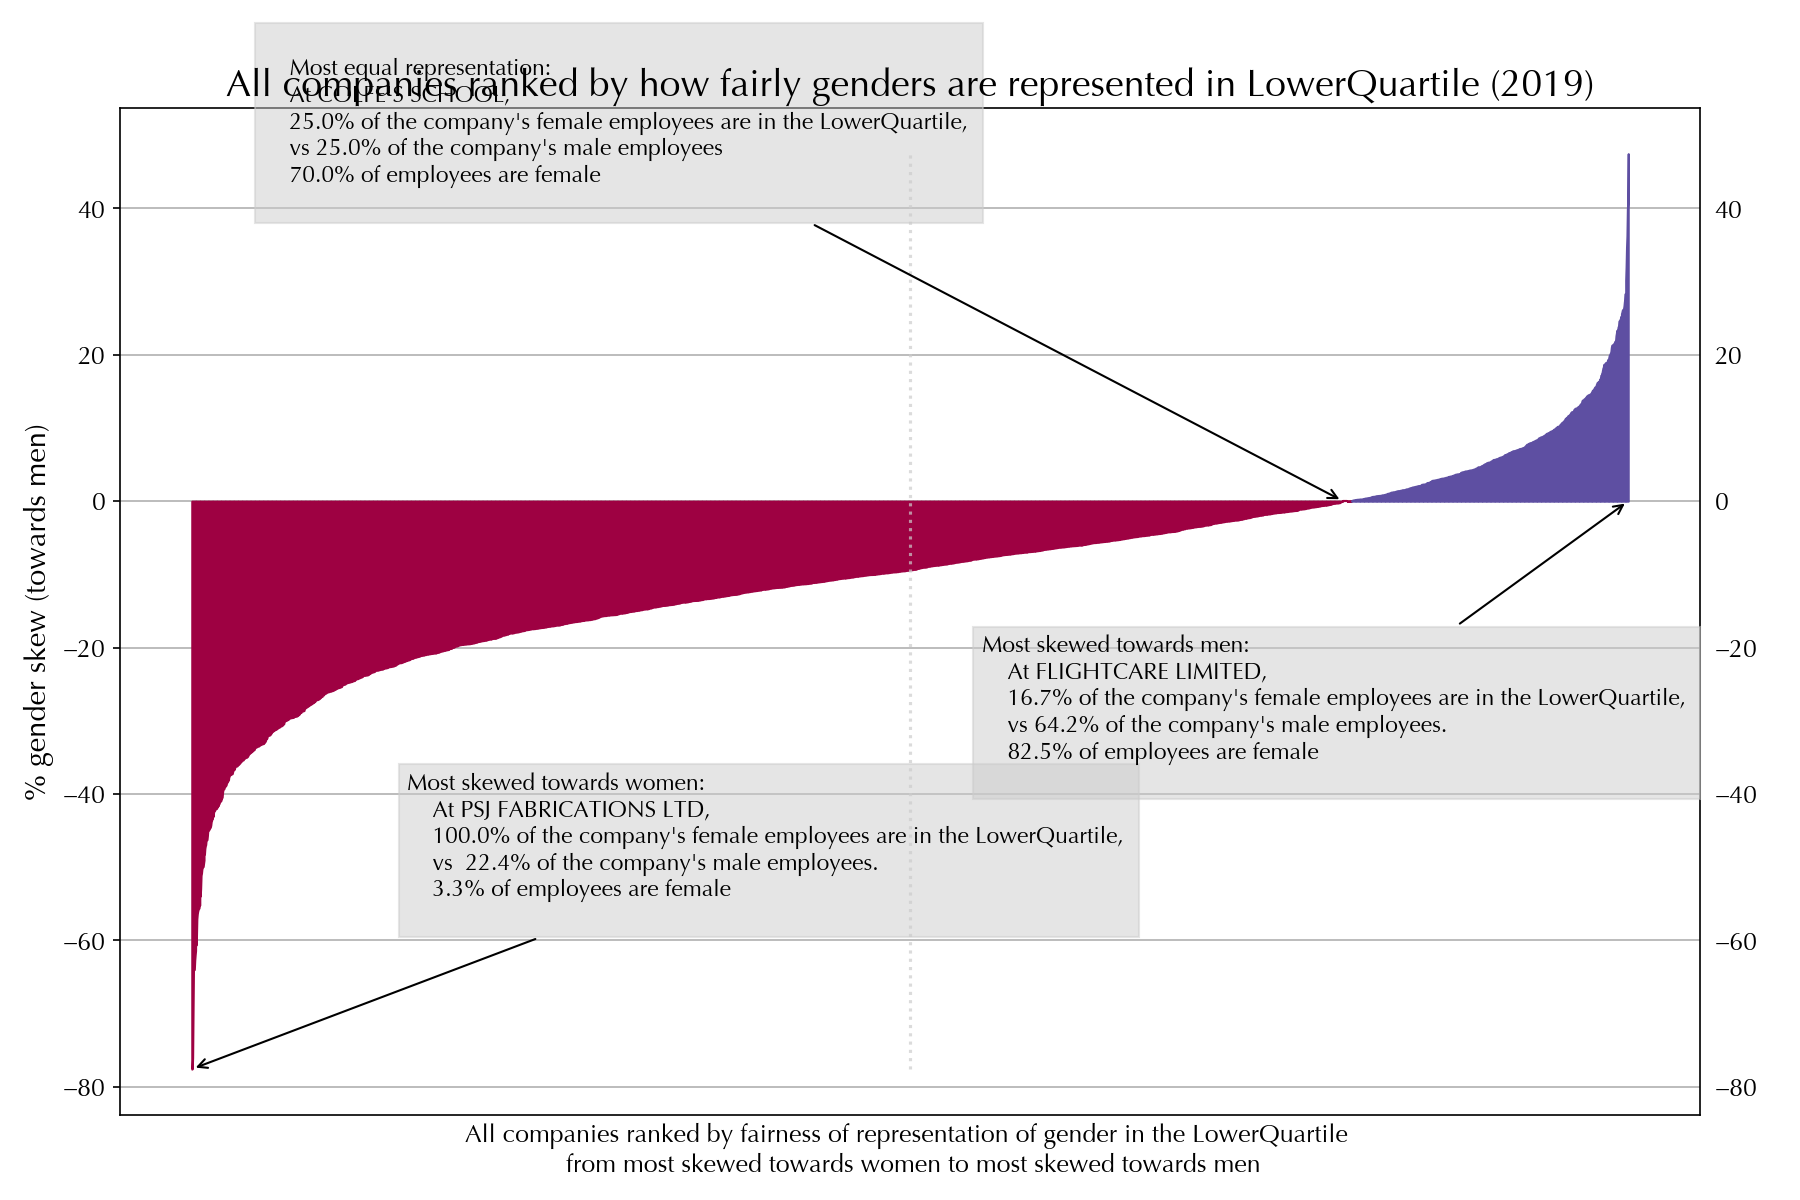 Most equal representation:
All companies ranked by how fairly genders are represented in LowerQuartile (2019)
At COLFE'S SCHOOL,
25.0% of the company's female employees are in the LowerQuartile,
vs 25.0% of the company's male employees
70.0% of employees are female
% gender skew (towards men)
40
20
0
–20
–40
–60
–80
40
20
0
–20
–40
–60
–80
Most skewed towards men:
At FLIGHTCARE LIMITED,
16.7% of the company's female employees are in the LowerQuartile,
vs 64.2% of the company's male employees.
82.5% of employees are female
Most skewed towards women:
At PSJ FABRICATIONS LTD,
100.0% of the company's female employees are in the LowerQuartile,
vs  22.4% of the company's male employees.
3.3% of employees are female
All companies ranked by fairness of representation of gender in the LowerQuartile
from most skewed towards women to most skewed towards men